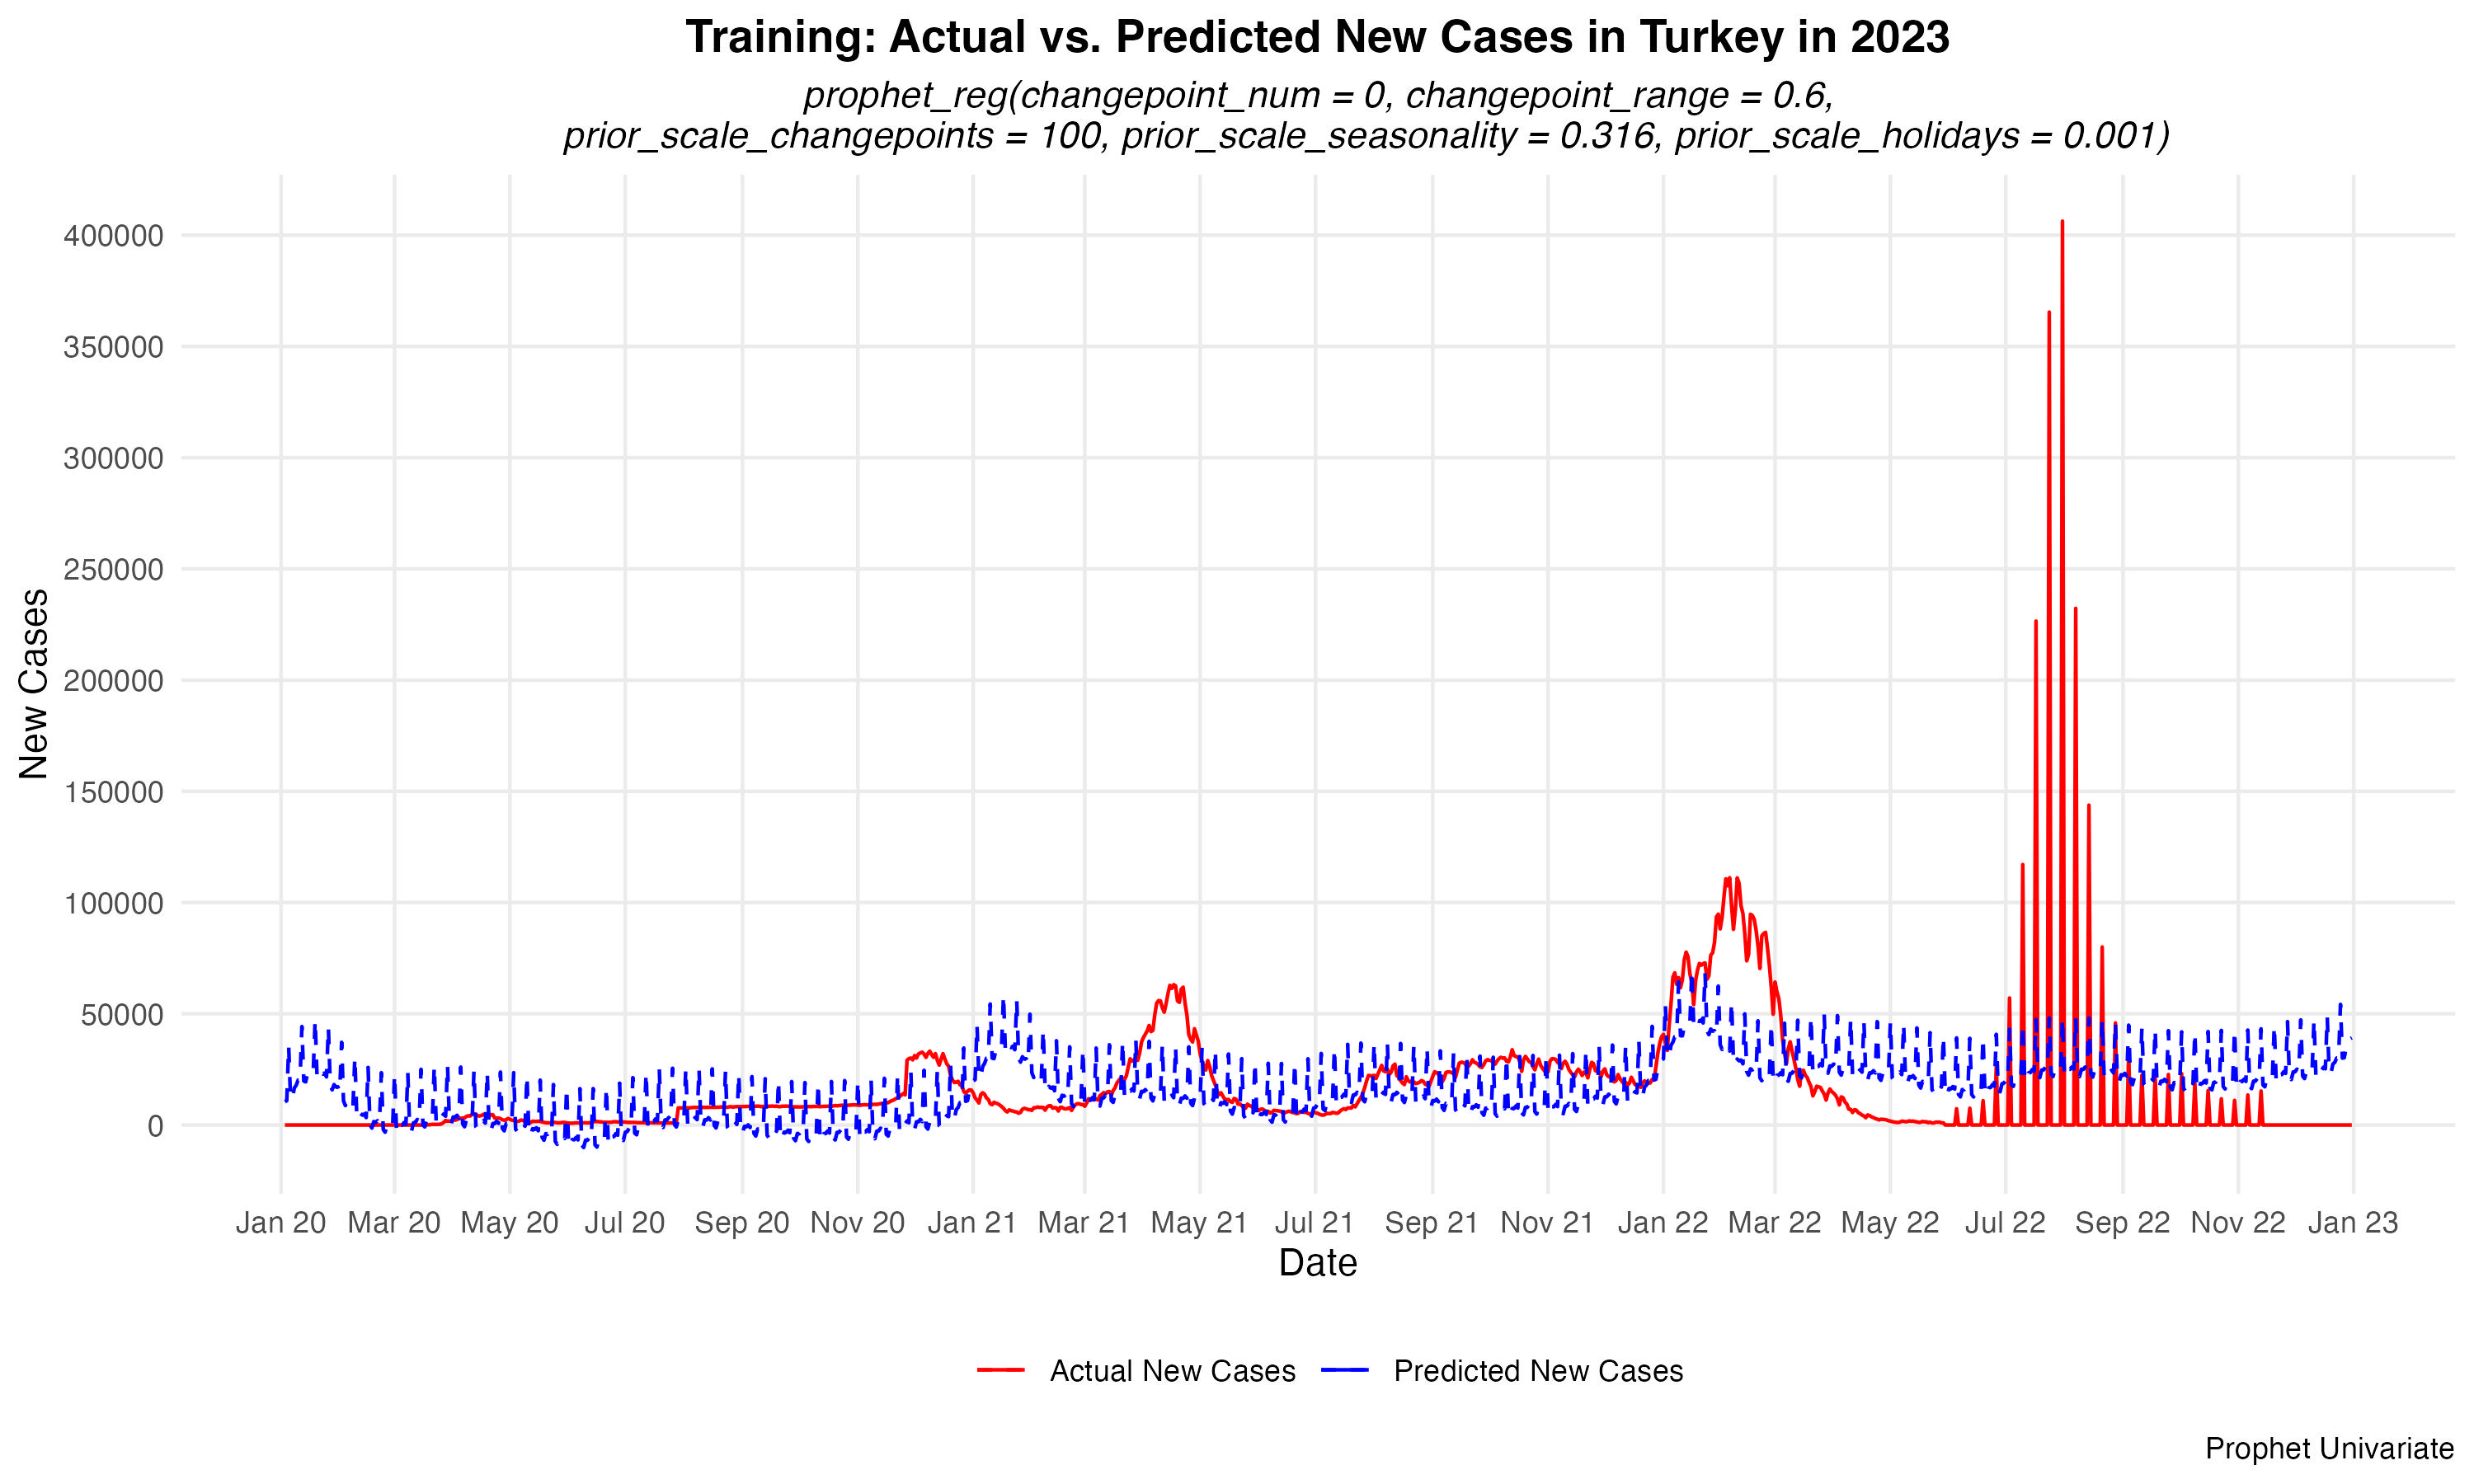 Training: Actual vs. Predicted New Cases in Turkey in 2023
prophet_reg(changepoint_num = 0, changepoint_range = 0.6,
prior_scale_changepoints = 100, prior_scale_seasonality = 0.316, prior_scale_holidays = 0.001)
New Cases
400000
350000
300000
250000
200000
150000
100000
50000
0
Jan 20 Mar 20 May 20 Jul 20 Sep 20 Nov 20 Jan 21 Mar 21 May 21 Jul 21 Sep 21 Nov 21 Jan 22 Mar 22 May 22 Jul 22 Sep 22 Nov 22 Jan 23
Date
Actual New Cases Predicted New Cases
Prophet Univariate